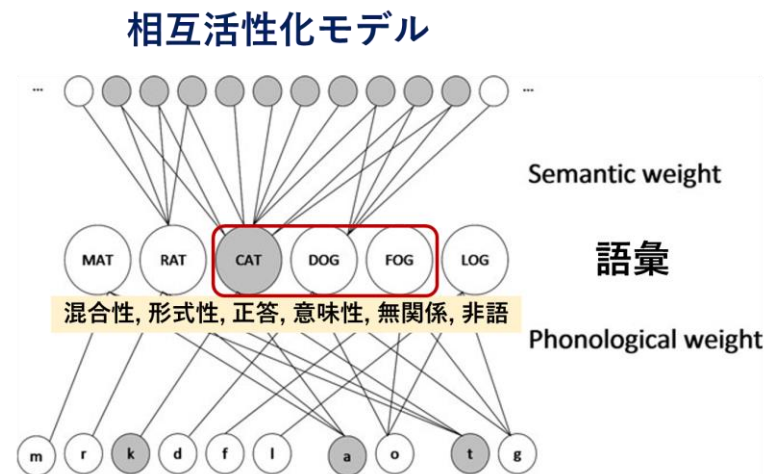 相互活性化モデル
... ...
Semantic weight
MAT RAT CAT DOG FOG LOG
語彙
混合性, 形式性, 正答, 意味性, 無関係, 非語
Phonological weight
m r k d f l a o t g